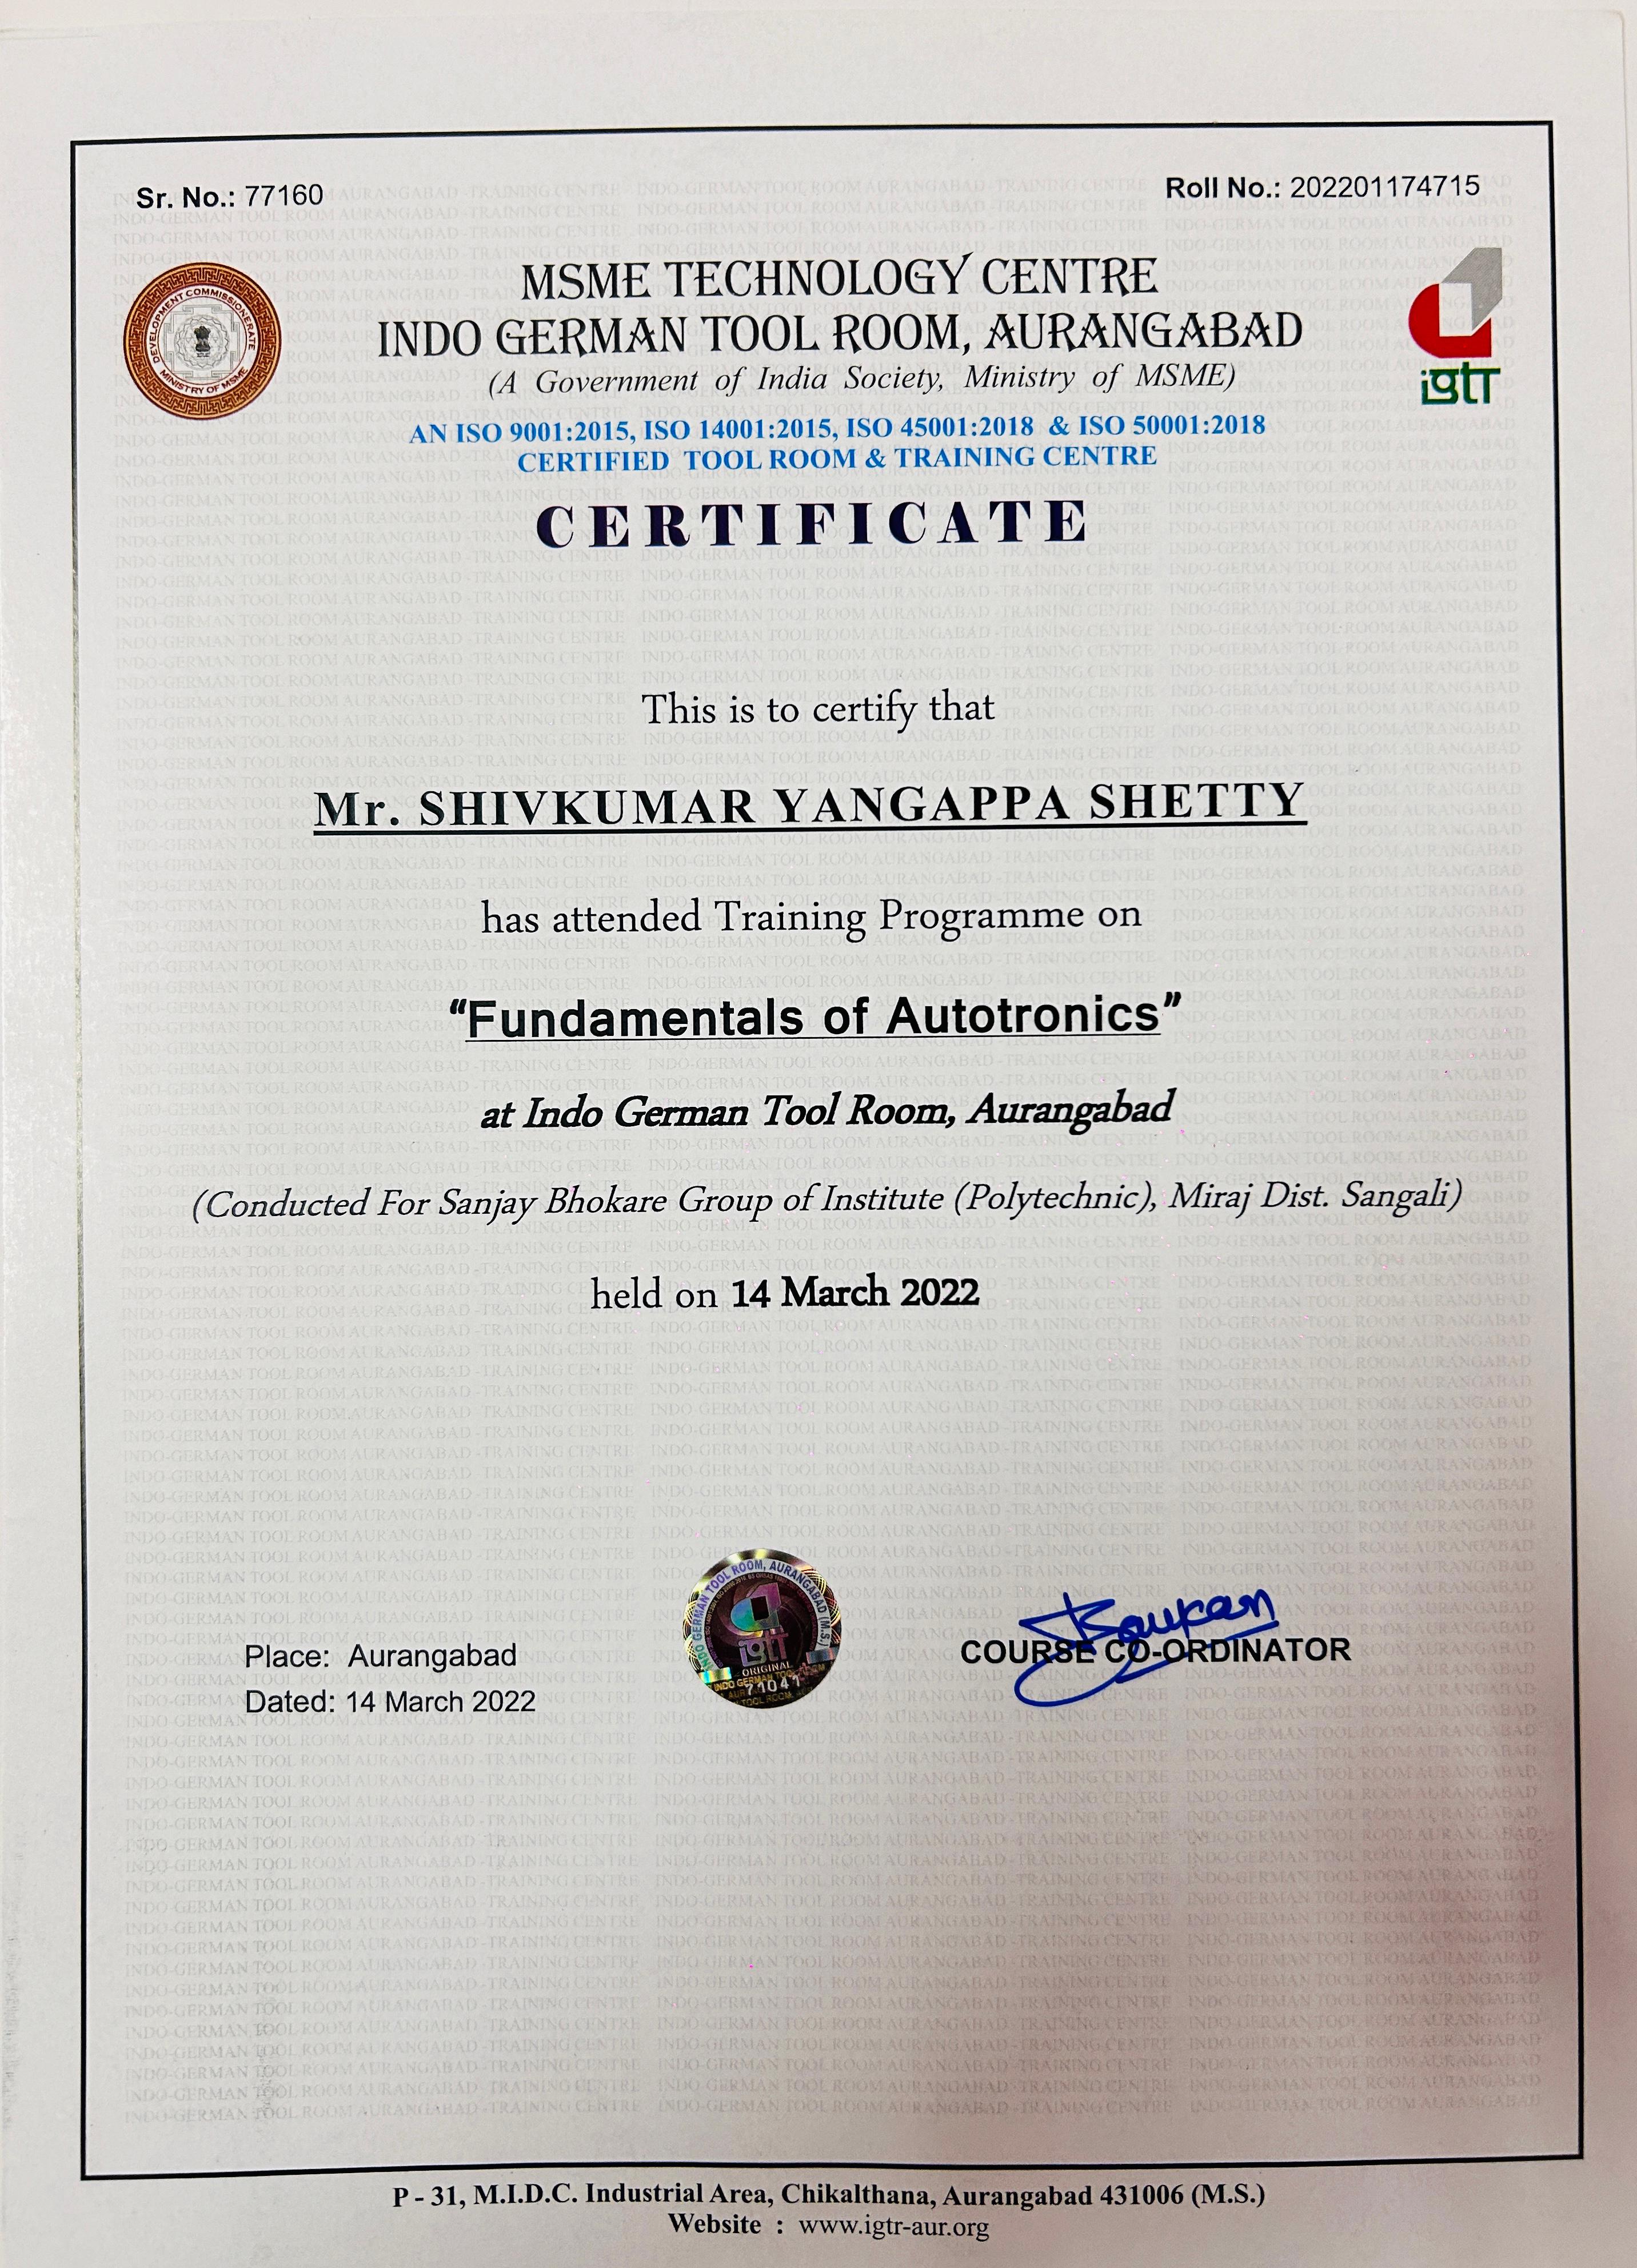 Sr. No.: 77160
Roll No.: 202201174715
DEVELOPMENT COMMISSIONERATE
MINISTRY OF MSME
MSME TECHNOLOGY CENTRE
INDO GERMAN TOOL ROOM, AURANGABAD
(A Government of India Society, Ministry of MSME)
igtr
AN ISO 9001:2015, ISO 14001:2015, ISO 45001:2018 & ISO 50001:2018
CERTIFIED TOOL ROOM & TRAINING CENTRE
CERTIFICATE
This is to certify that
Mr. SHIVKUMAR YANGAPPA SHETTY
has attended Training Programme on
“Fundamentals of Autotronics”
at Indo German Tool Room, Aurangabad
(Conducted For Sanjay Bhokare Group of Institute (Polytechnic), Miraj Dist. Sangali)
held on 14 March 2022
INDO GERMAN TOOL ROOM, AURANGABAD (M.S.)
igtr
ORIGINAL
71041
Place: Aurangabad
Dated: 14 March 2022
COURSE CO-ORDINATOR
P - 31, M.I.D.C. Industrial Area, Chikalthana, Aurangabad 431006 (M.S.)
Website : www.igtr-aur.org